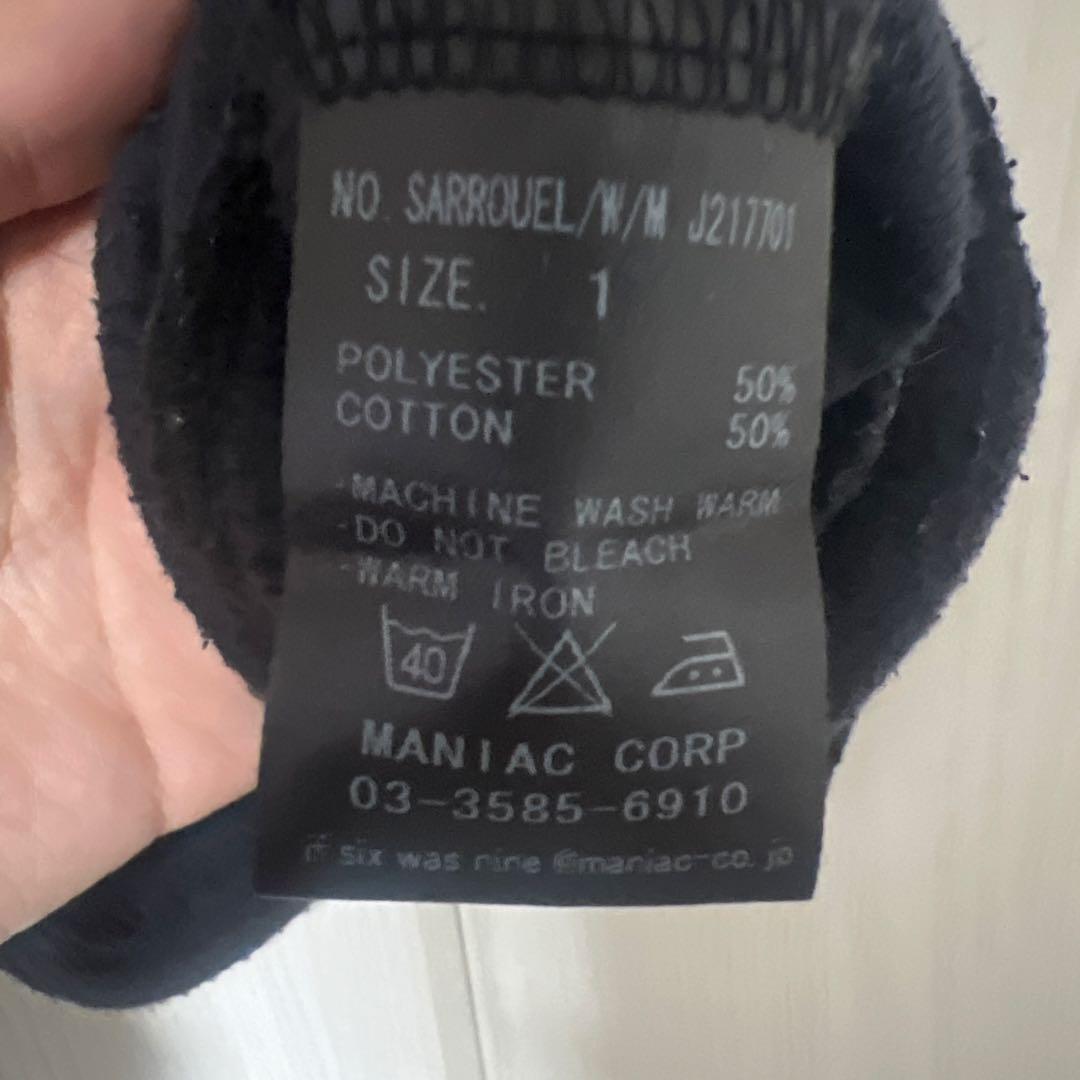 NO. SARROUEL/W/M J217701
SIZE. 1
POLYESTER 50%
COTTON 50%
·MACHINE WASH WARM
·DO NOT BLEACH
·WARM IRON
40
MANIAC CORP
03-3585-6910
if six was nine @maniac-co.jp